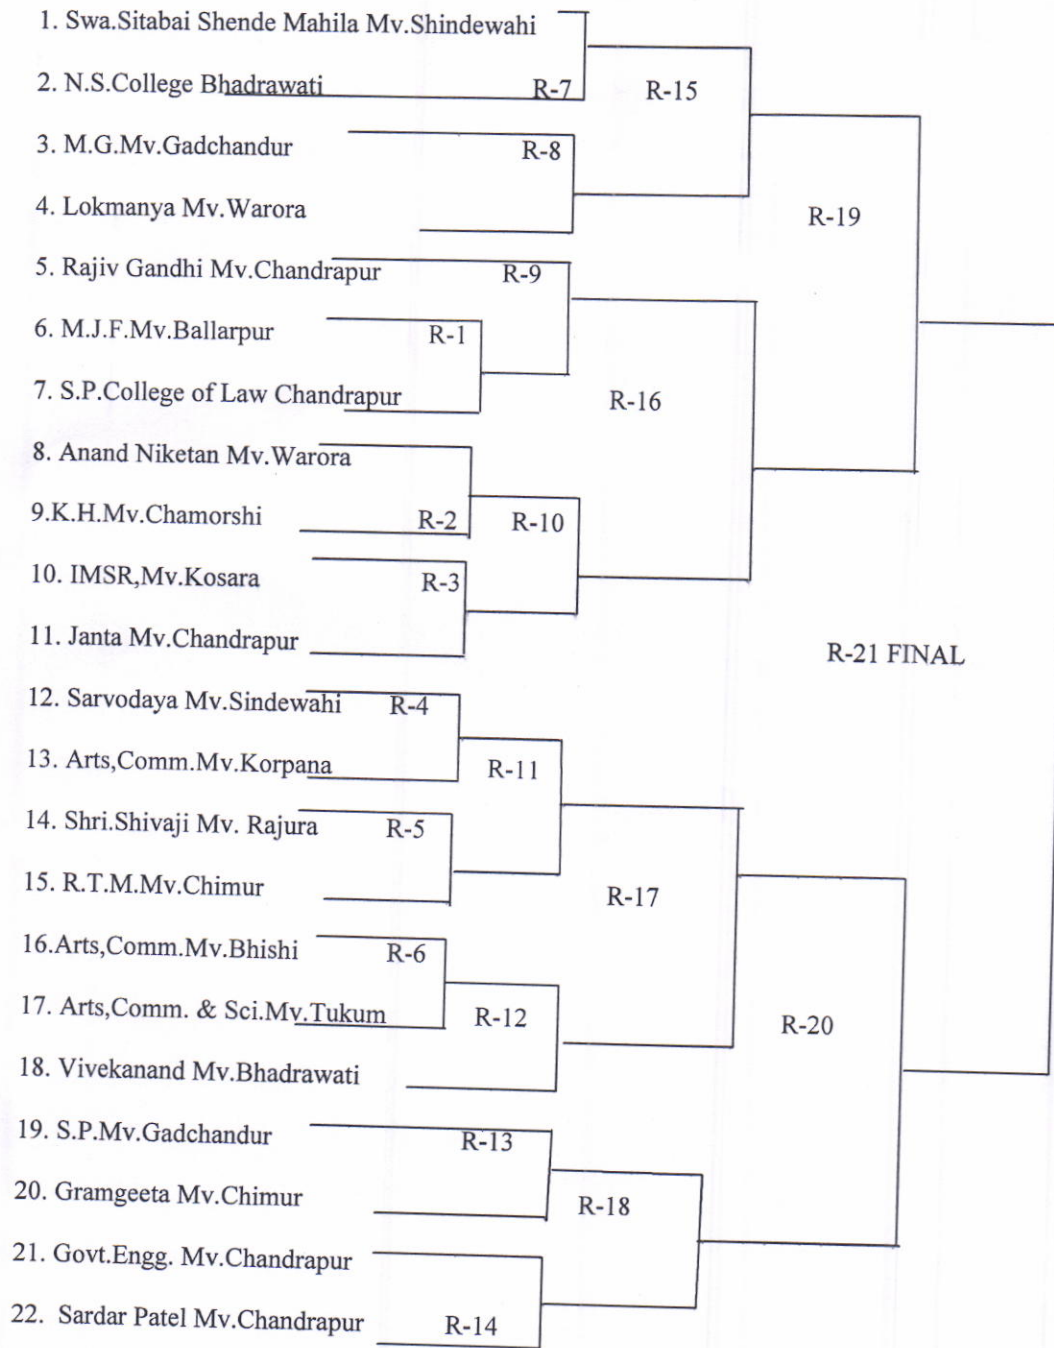 1. Swa.Sitabai Shende Mahila Mv.Shindewahi
2. N.S.College Bhadrawati R-7 R-15
3. M.G.Mv.Gadchandur R-8
4. Lokmanya Mv.Warora R-19
5. Rajiv Gandhi Mv.Chandrapur R-9
6. M.J.F.Mv.Ballarpur R-1
7. S.P.College of Law Chandrapur R-16
8. Anand Niketan Mv.Warora
9.K.H.Mv.Chamorshi R-2 R-10
10. IMSR,Mv.Kosara R-3
11. Janta Mv.Chandrapur R-21 FINAL
12. Sarvodaya Mv.Sindewahi R-4
13. Arts,Comm.Mv.Korpana R-11
14. Shri.Shivaji Mv. Rajura R-5
15. R.T.M.Mv.Chimur R-17
16.Arts,Comm.Mv.Bhishi R-6
17. Arts,Comm. & Sci.Mv.Tukum R-12 R-20
18. Vivekanand Mv.Bhadrawati
19. S.P.Mv.Gadchandur R-13
20. Gramgeeta Mv.Chimur R-18
21. Govt.Engg. Mv.Chandrapur
22. Sardar Patel Mv.Chandrapur R-14